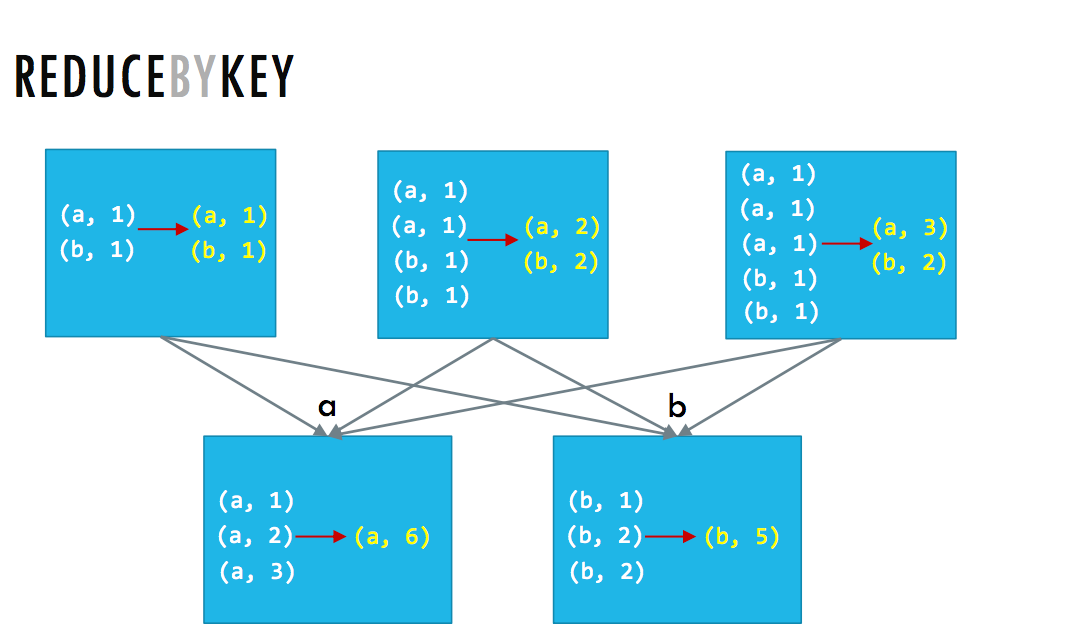 REDUCEBYKEY
(a, 1)
(b, 1)
(a, 1)
(b, 1)
(a, 1)
(a, 1)
(b, 1)
(b, 1)
(a, 2)
(b, 2)
(a, 1)
(a, 1)
(a, 1)
(b, 1)
(b, 1)
(a, 3)
(b, 2)
a
b
(a, 1)
(a, 2)
(a, 3)
(a, 6)
(b, 1)
(b, 2)
(b, 2)
(b, 5)